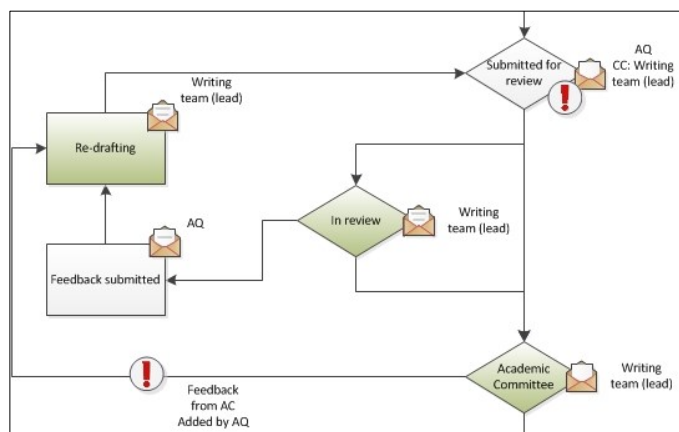 Submitted for
review
AQ
CC: Writing
team (lead)
Writing
team (lead)
Re-drafting
In review
Writing
team (lead)
AQ
Feedback submitted
Academic
Committee
Writing
team (lead)
Feedback
from AC
Added by AQ